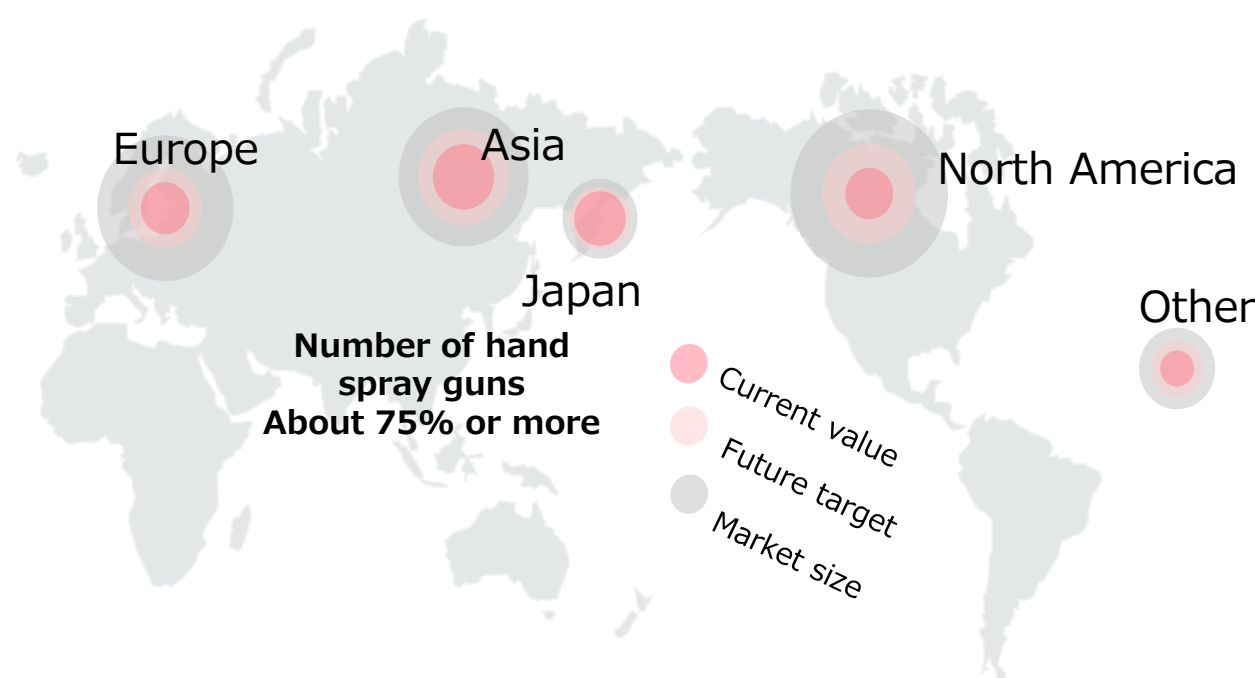 Europe
Asia
North America
Japan
Other
Number of hand
spray guns
About 75% or more
Current value
Future target
Market size